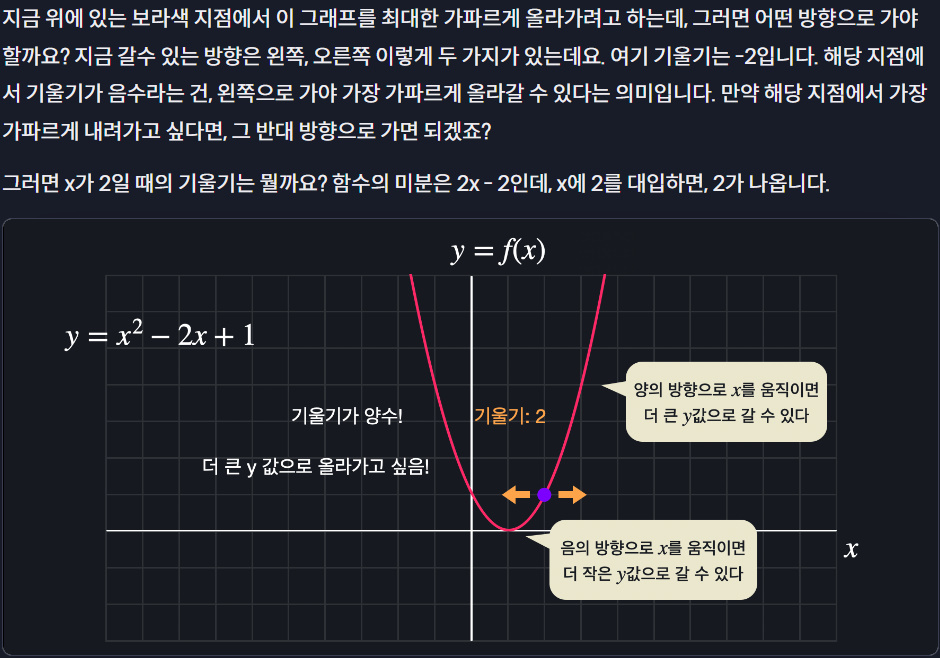 지금 위에 있는 보라색 지점에서 이 그래프를 최대한 가파르게 올라가려고 하는데, 그러면 어떤 방향으로 가야
할까요? 지금 갈수 있는 방향은 왼쪽, 오른쪽 이렇게 두 가지가 있는데요. 여기 기울기는 -2입니다. 해당 지점에
서 기울기가 음수라는 건, 왼쪽으로 가야 가장 가파르게 올라갈 수 있다는 의미입니다. 만약 해당 지점에서 가장
가파르게 내려가고 싶다면, 그 반대 방향으로 가면 되겠죠?
그러면 x가 2일 때의 기울기는 뭘까요? 함수의 미분은 2x - 2인데, x에 2를 대입하면, 2가 나옵니다.
y = f(x)
y = x² − 2x + 1
양의 방향으로 x를 움직이면
더 큰 y값으로 갈 수 있다
기울기가 양수!
기울기: 2
더 큰 y 값으로 올라가고 싶음!
음의 방향으로 x를 움직이면
더 작은 y값으로 갈 수 있다
x